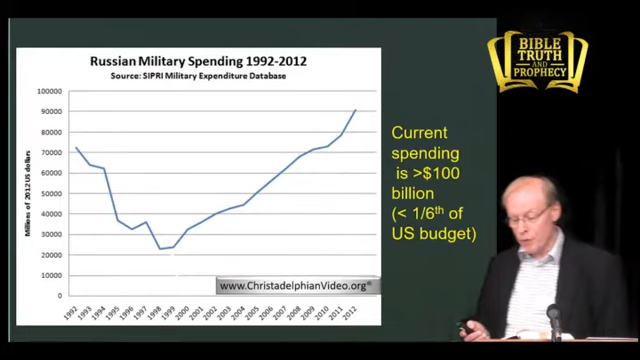 Russian Military Spending 1992-2012
Source: SIPRI Military Expenditure Database
Millions of 2012 US dollars
100000
90000
80000
70000
60000
50000
40000
30000
20000
10000
0
1992
1993
1994
1995
1996
1997
1998
1999
2000
2001
2002
2003
2004
2005
2006
2007
2008
2009
2010
2011
2012
www.ChristadelphianVideo.org®
BIBLE
TRUTH
AND
PROPHECY
Current
spending
is >$100
billion
(< 1/6th of
US budget)